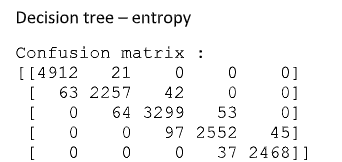 Decision tree – entropy
Confusion matrix :
[[4912 21 0 0 0]
[ 63 2257 42 0 0]
[ 0 64 3299 53 0]
[ 0 0 97 2552 45]
[ 0 0 0 37 2468]]